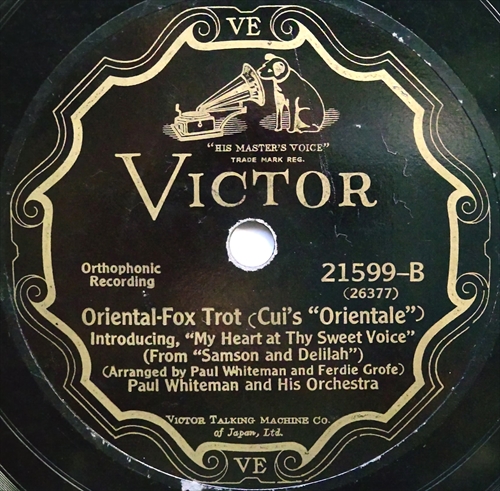 VE
"HIS MASTER'S VOICE"
TRADE MARK REG.
VICTOR
Orthophonic
Recording
21599-B
(26377)
Oriental-Fox Trot (Cui's "Orientale")
Introducing, "My Heart at Thy Sweet Voice"
(From "Samson and Delilah")
(Arranged by Paul Whiteman and Ferdie Grofe)
Paul Whiteman and His Orchestra
VICTOR TALKING MACHINE CO.
of Japan, Ltd.
VE